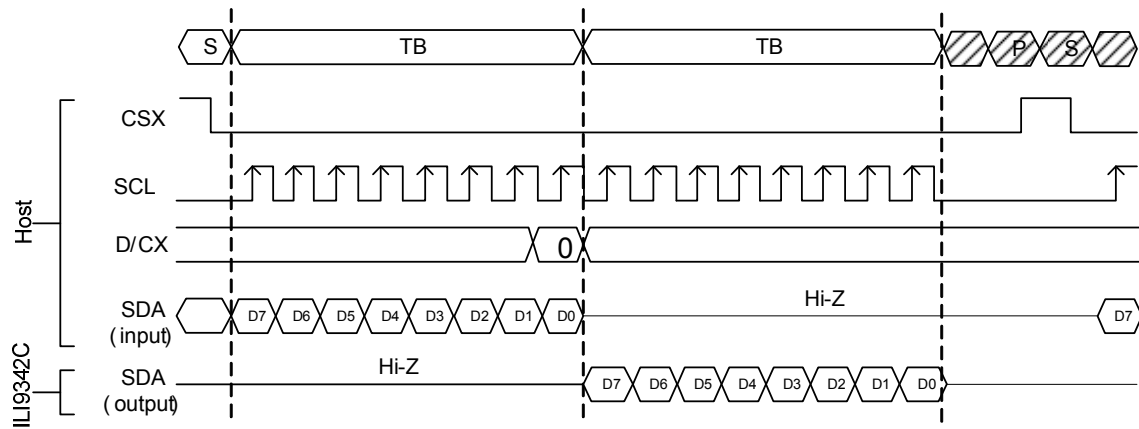 S TB TB P S
CSX
SCL
D/CX 0
Host
SDA
(input)
D7 D6 D5 D4 D3 D2 D1 D0 Hi-Z D7
ILI9342C
SDA
(output)
Hi-Z D7 D6 D5 D4 D3 D2 D1 D0